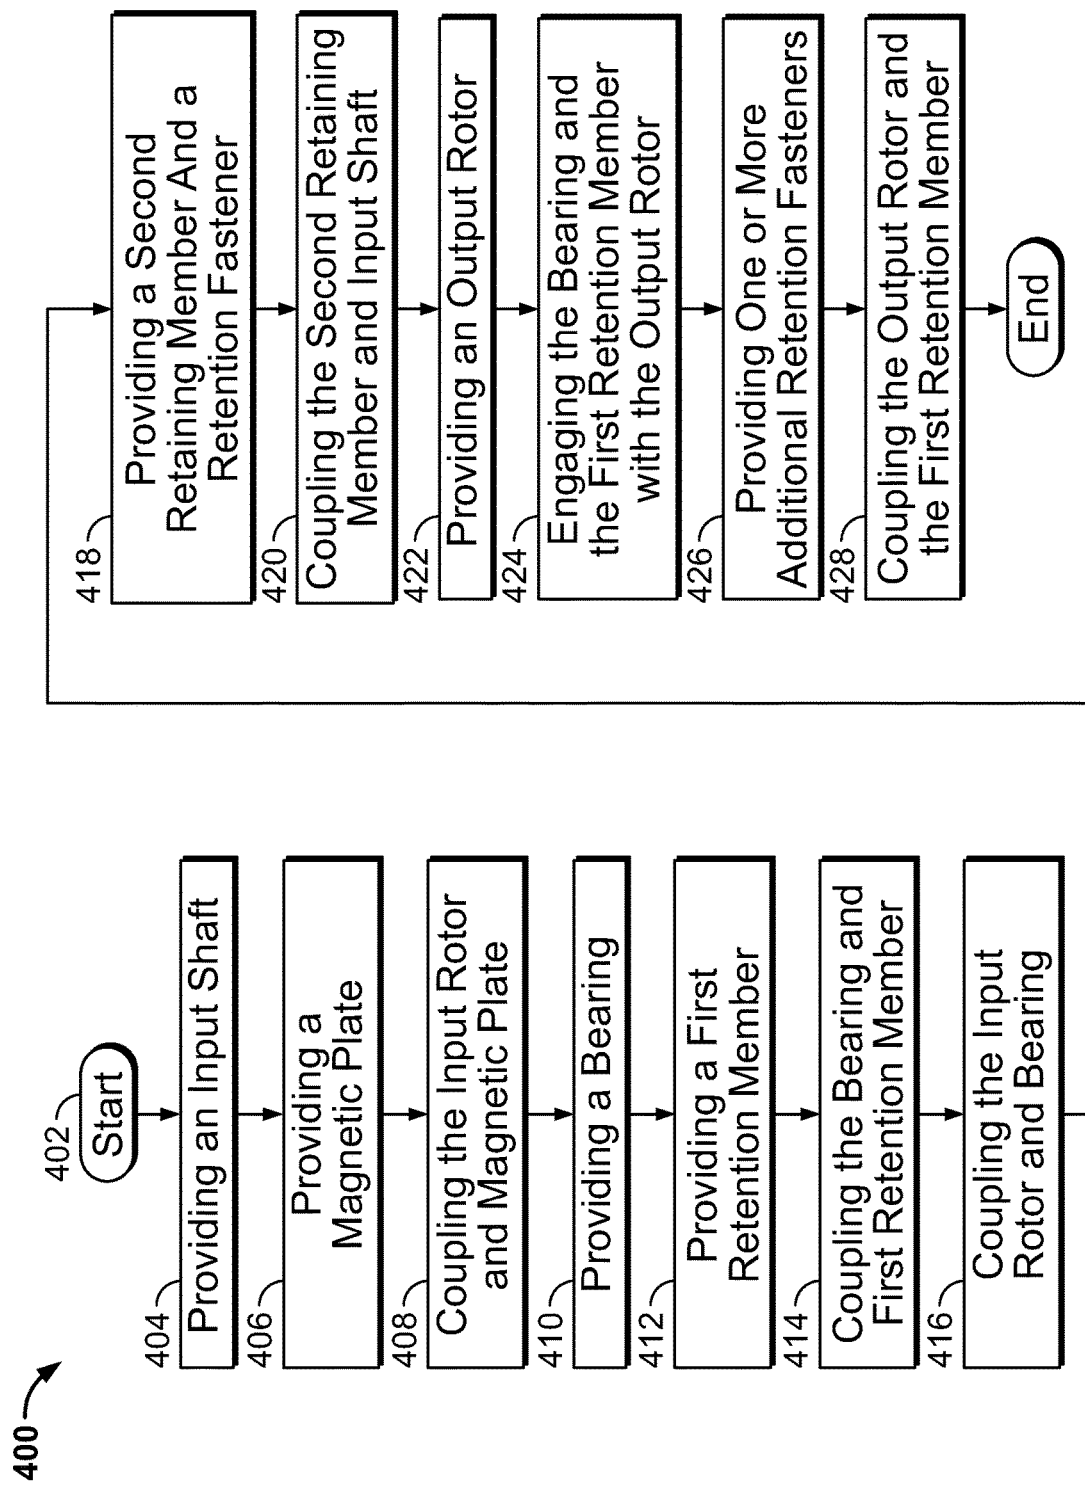 400
402
Start
404
Providing an Input Shaft
406
Providing a
Magnetic Plate
408
Coupling the Input Rotor
and Magnetic Plate
410
Providing a Bearing
412
Providing a First
Retention Member
414
Coupling the Bearing and
First Retention Member
416
Coupling the Input
Rotor and Bearing
418
Providing a Second
Retaining Member And a
Retention Fastener
420
Coupling the Second Retaining
Member and Input Shaft
422
Providing an Output Rotor
424
Engaging the Bearing and
the First Retention Member
with the Output Rotor
426
Providing One or More
Additional Retention Fasteners
428
Coupling the Output Rotor and
the First Retention Member
End